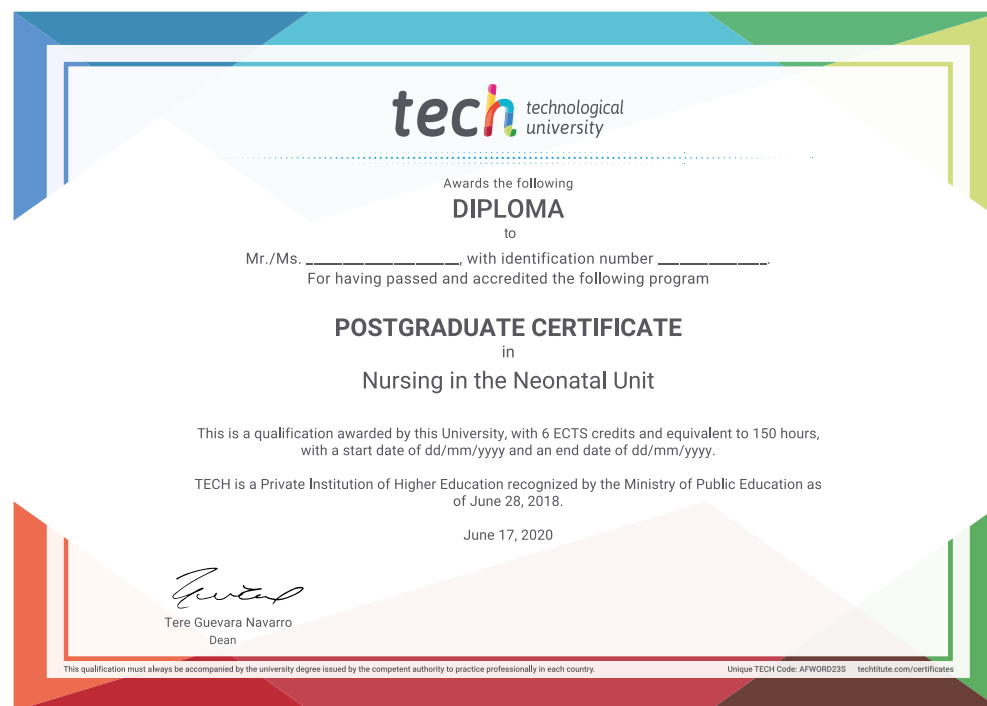 tech technological
university
Awards the following
DIPLOMA
to
Mr./Ms. ____________________, with identification number ______________.
For having passed and accredited the following program
POSTGRADUATE CERTIFICATE
in
Nursing in the Neonatal Unit
This is a qualification awarded by this University, with 6 ECTS credits and equivalent to 150 hours,
with a start date of dd/mm/yyyy and an end date of dd/mm/yyyy.
TECH is a Private Institution of Higher Education recognized by the Ministry of Public Education as
of June 28, 2018.
June 17, 2020
Tere Guevara Navarro
Dean
This qualification must always be accompanied by the university degree issued by the competent authority to practice professionally in each country.
Unique TECH Code: AFWORD23S techtitute.com/certificates